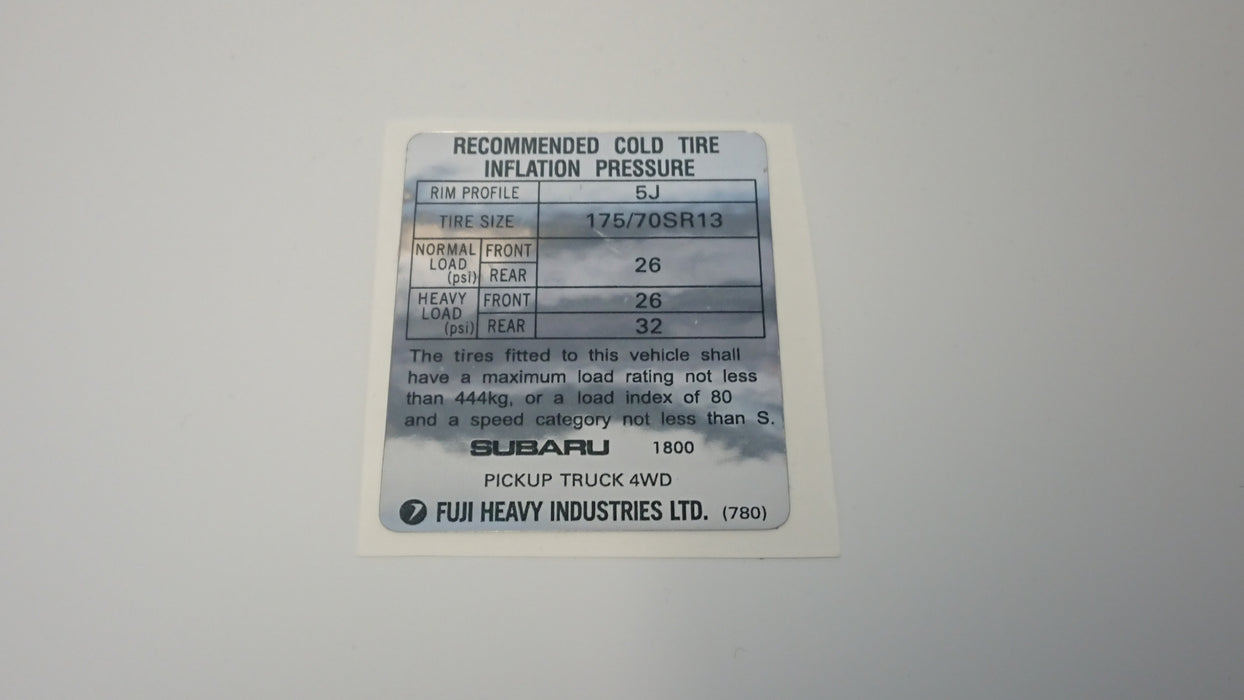 RECOMMENDED COLD TIRE
INFLATION PRESSURE
RIM PROFILE 5J
TIRE SIZE 175/70SR13
NORMAL LOAD (psi) FRONT REAR 26
HEAVY LOAD (psi) FRONT 26
REAR 32
The tires fitted to this vehicle shall
have a maximum load rating not less
than 444kg, or a load index of 80
and a speed category not less than S.
SUBARU 1800
PICKUP TRUCK 4WD
FUJI HEAVY INDUSTRIES LTD. (780)